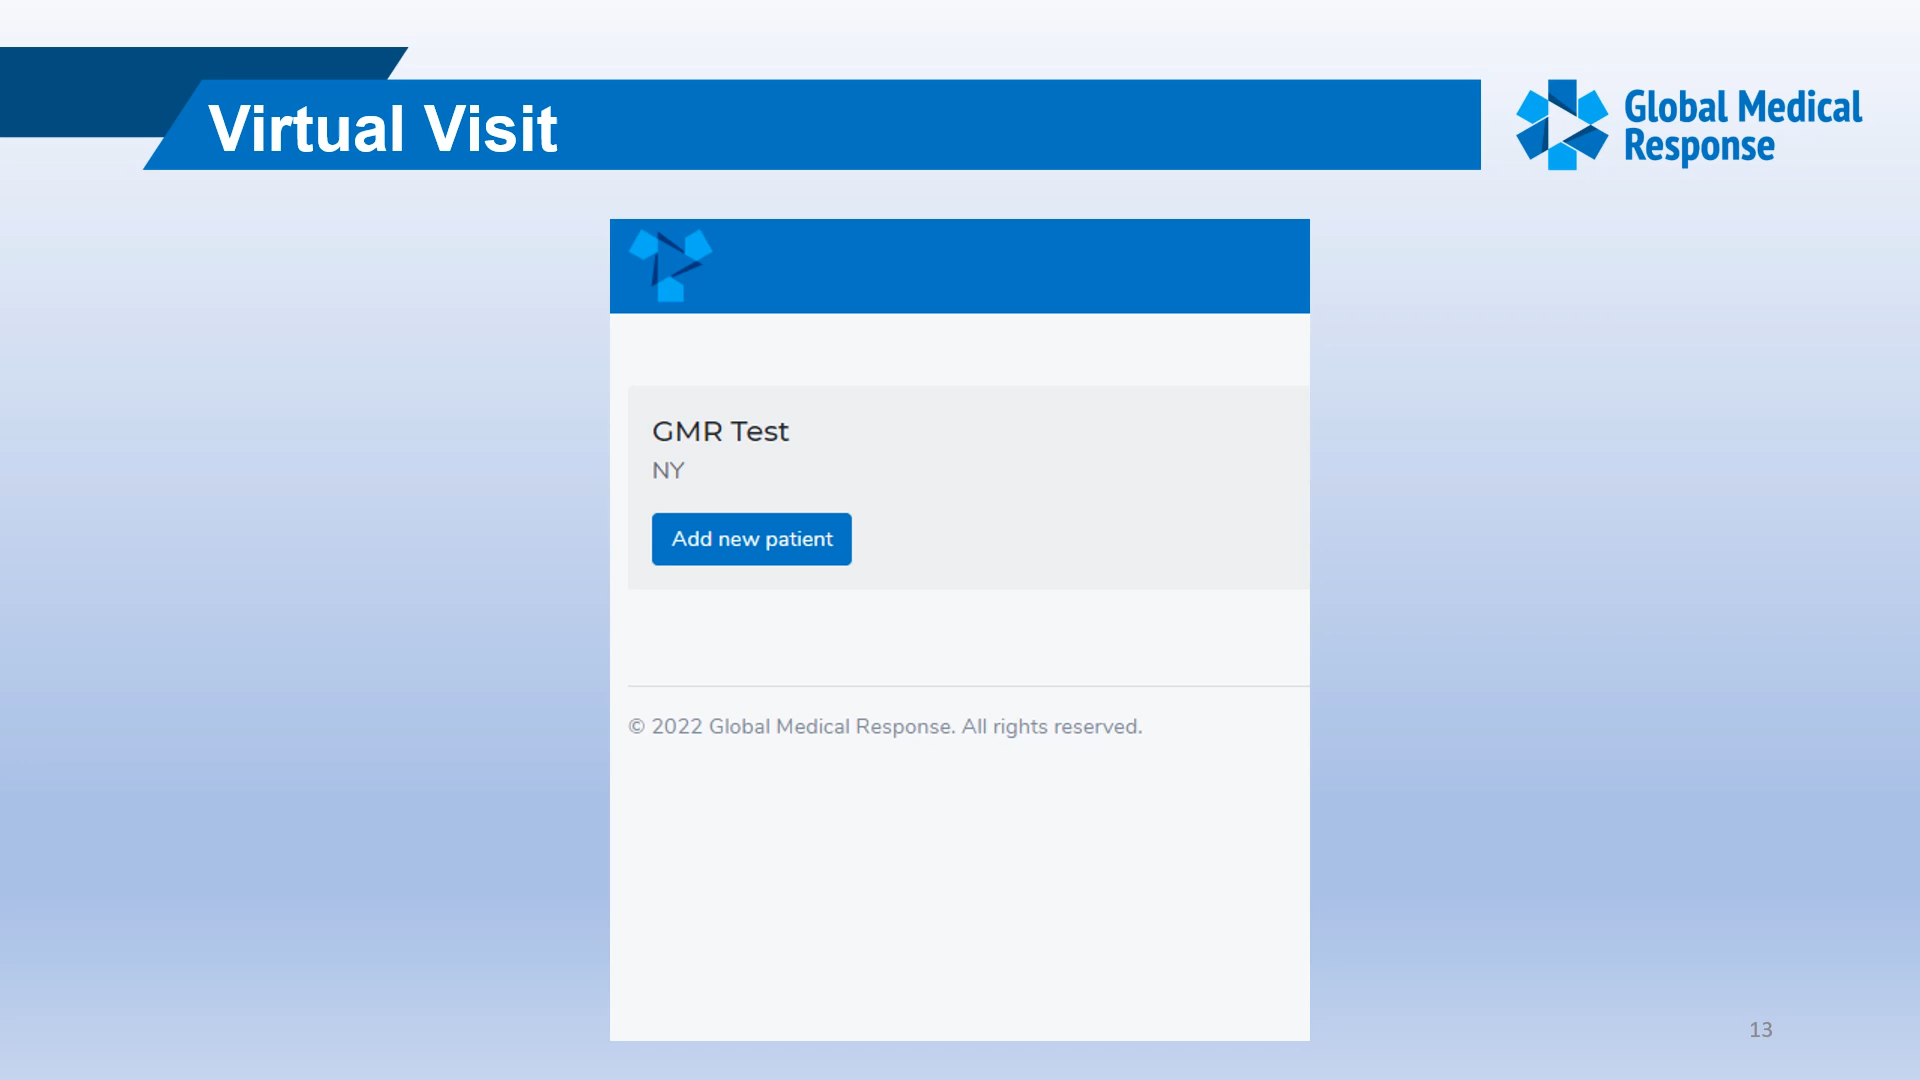 Virtual Visit
Global Medical
Response
GMR Test
NY
Add new patient
© 2022 Global Medical Response. All rights reserved.
13